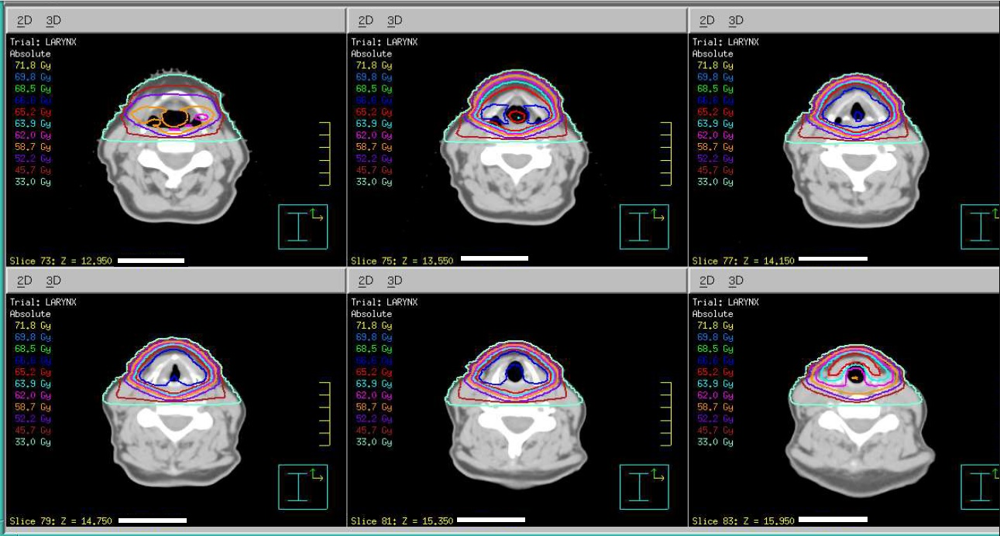 2D 3D
Trial: LARYNX
Absolute
71.8 Gy
69.8 Gy
68.5 Gy
66.6 Gy
65.2 Gy
63.9 Gy
62.0 Gy
58.7 Gy
52.2 Gy
45.7 Gy
33.0 Gy
Slice 73: Z = 12.950
2D 3D
Trial: LARYNX
Absolute
71.8 Gy
69.8 Gy
68.5 Gy
66.6 Gy
65.2 Gy
63.9 Gy
62.0 Gy
58.7 Gy
52.2 Gy
45.7 Gy
33.0 Gy
Slice 75: Z = 13.550
2D 3D
Trial: LARYNX
Absolute
71.8 Gy
69.8 Gy
68.5 Gy
66.6 Gy
65.2 Gy
63.9 Gy
62.0 Gy
58.7 Gy
52.2 Gy
45.7 Gy
33.0 Gy
Slice 77: Z = 14.150
2D 3D
Trial: LARYNX
Absolute
71.8 Gy
69.8 Gy
68.5 Gy
66.6 Gy
65.2 Gy
63.9 Gy
62.0 Gy
58.7 Gy
52.2 Gy
45.7 Gy
33.0 Gy
Slice 79: Z = 14.750
2D 3D
Trial: LARYNX
Absolute
71.8 Gy
69.8 Gy
68.5 Gy
66.6 Gy
65.2 Gy
63.9 Gy
62.0 Gy
58.7 Gy
52.2 Gy
45.7 Gy
33.0 Gy
Slice 81: Z = 15.350
2D 3D
Trial: LARYNX
Absolute
71.8 Gy
69.8 Gy
68.5 Gy
66.6 Gy
65.2 Gy
63.9 Gy
62.0 Gy
58.7 Gy
52.2 Gy
45.7 Gy
33.0 Gy
Slice 83: Z = 15.950